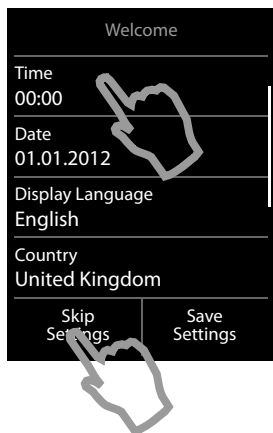 Welcome
Time
00:00
Date
01.01.2012
Display Language
English
Country
United Kingdom
Skip
Settings
Save
Settings